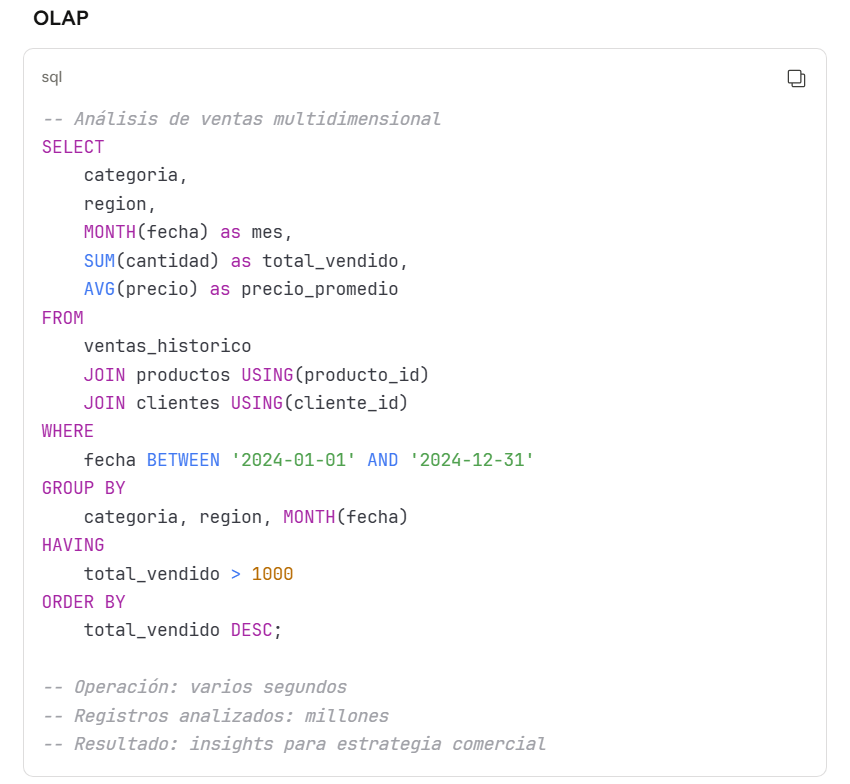 OLAP
sql
-- Análisis de ventas multidimensional
SELECT
    categoria,
    region,
    MONTH(fecha) as mes,
    SUM(cantidad) as total_vendido,
    AVG(precio) as precio_promedio
FROM
    ventas_historico
    JOIN productos USING(producto_id)
    JOIN clientes USING(cliente_id)
WHERE
    fecha BETWEEN '2024-01-01' AND '2024-12-31'
GROUP BY
    categoria, region, MONTH(fecha)
HAVING
    total_vendido > 1000
ORDER BY
    total_vendido DESC;
-- Operación: varios segundos
-- Registros analizados: millones
-- Resultado: insights para estrategia comercial